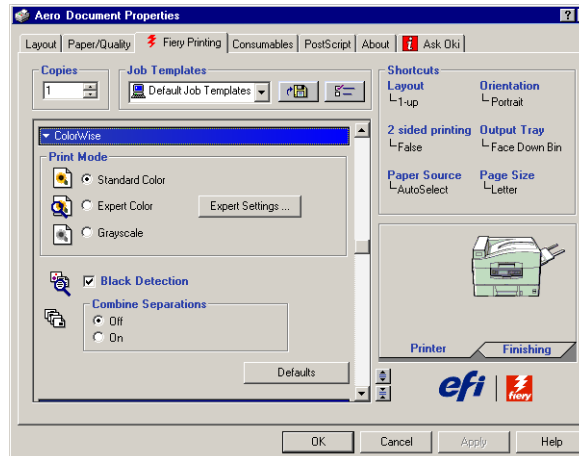 Aero Document Properties
Layout Paper/Quality Fiery Printing Consumables PostScript About Ask Oki
Copies
1
Job Templates
Default Job Templates
Shortcuts
Layout
1-up
Orientation
Portrait
2 sided printing
False
Output Tray
Face Down Bin
Paper Source
AutoSelect
Page Size
Letter
ColorWise
Print Mode
Standard Color
Expert Color
Expert Settings ...
Grayscale
Black Detection
Combine Separations
Off
On
Defaults
Printer
Finishing
efi
fiery
OK Cancel Apply Help